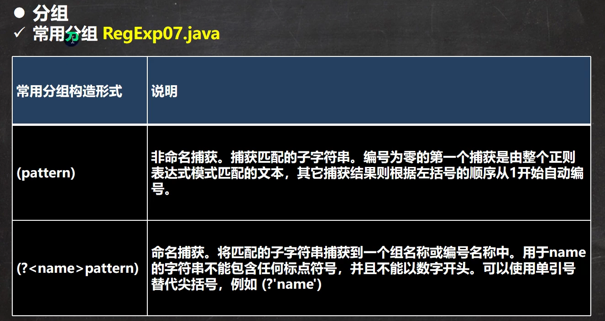 ● 分组
✓ 常用分组 RegExp07.java
常用分组构造形式
说明
(pattern)
非命名捕获。捕获匹配的子字符串。编号为零的第一个捕获是由整个正则
表达式模式匹配的文本，其它捕获结果则根据左括号的顺序从1开始自动编
号。
(?<name>pattern)
命名捕获。将匹配的子字符串捕获到一个组名称或编号名称中。用于name
的字符串不能包含任何标点符号，并且不能以数字开头。可以使用单引号
替代尖括号，例如 (?'name')